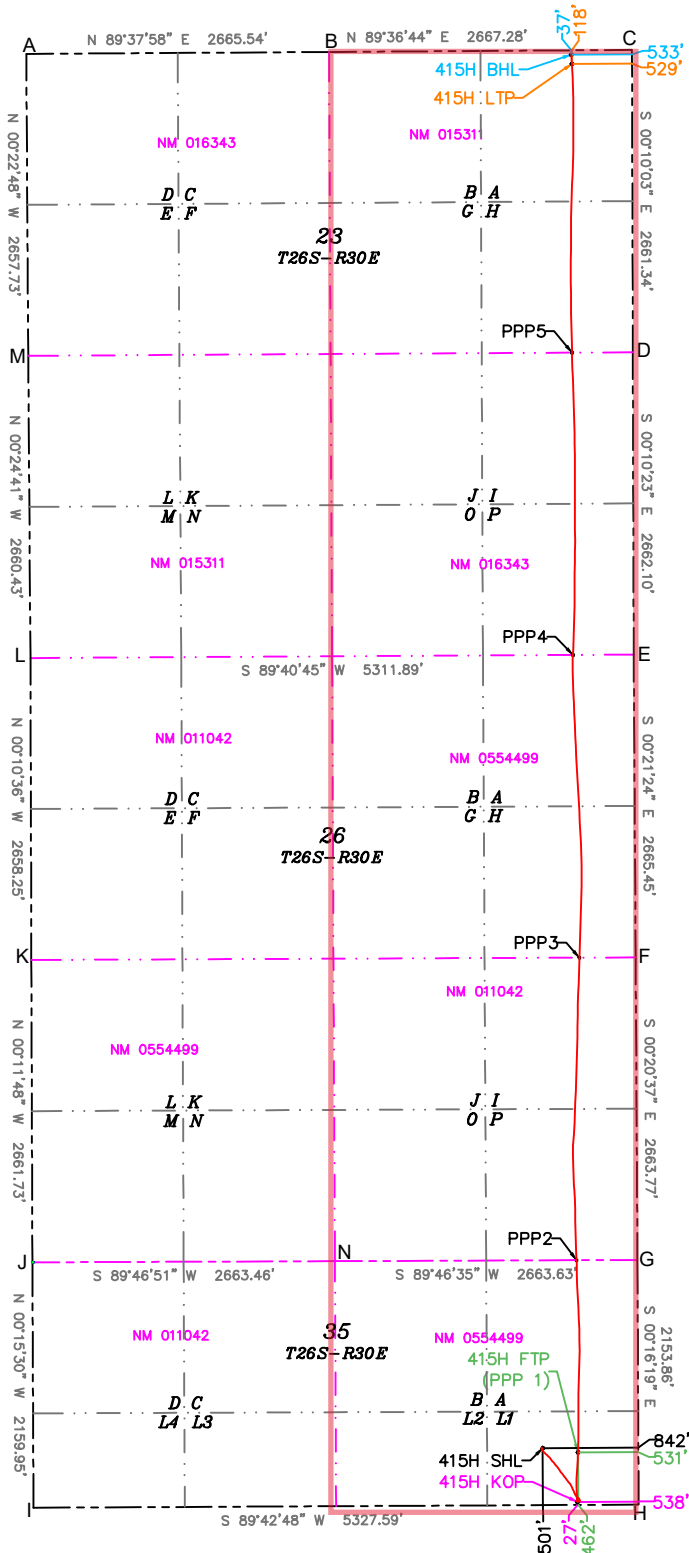 37'
118'
A
N 89°37'58" E 2665.54'
B
N 89°36'44" E 2667.28'
C
533'
415H BHL
529'
415H LTP
NM 016343
NM 015311
N 00°22'48" W 2657.73'
S 00°10'03" E 2661.34'
D C
E F
B A
G H
23
T26S-R30E
PPP5
M
D
N 00°24'41" W 2660.43'
S 00°10'23" E 2662.10'
L K
M N
J I
O P
NM 015311
NM 016343
PPP4
L
E
S 89°40'45" W 5311.89'
N 00°10'36" W 2658.25'
S 00°21'24" E 2665.45'
NM 011042
NM 0554499
D C
E F
B A
G H
26
T26S-R30E
PPP3
K
F
NM 011042
N 00°11'48" W 2661.73'
S 00°20'37" E 2663.77'
NM 0554499
L K
M N
J I
O P
PPP2
J
N
G
S 89°46'51" W 2663.46'
S 89°46'35" W 2663.63'
N 00°15'30" W 2159.95'
S 00°16'19" E
2153.86'
35
T26S-R30E
NM 011042
NM 0554499
415H FTP
(PPP 1)
D C
L4 L3
B A
L2 L1
842'
415H SHL
531'
415H KOP
538'
S 89°42'48" W 5327.59'
501'
27'
462'